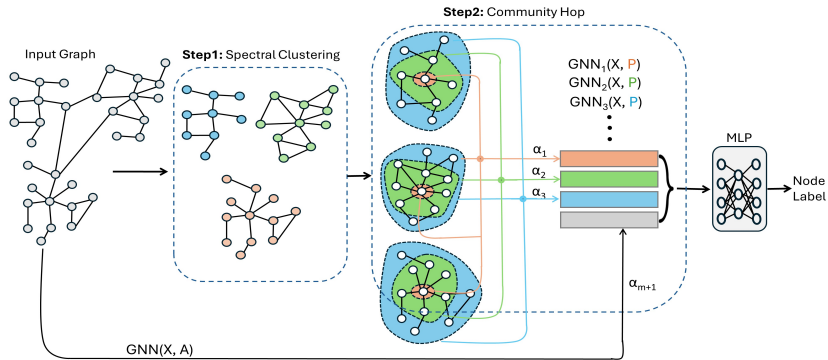 Step2: Community Hop
Input Graph
Step1: Spectral Clustering
GNN₁(X, P)
GNN₂(X, P)
GNN₃(X, P)
MLP
α₁
α₂
α₃
Node
Label
αₘ₊₁
GNN(X, A)